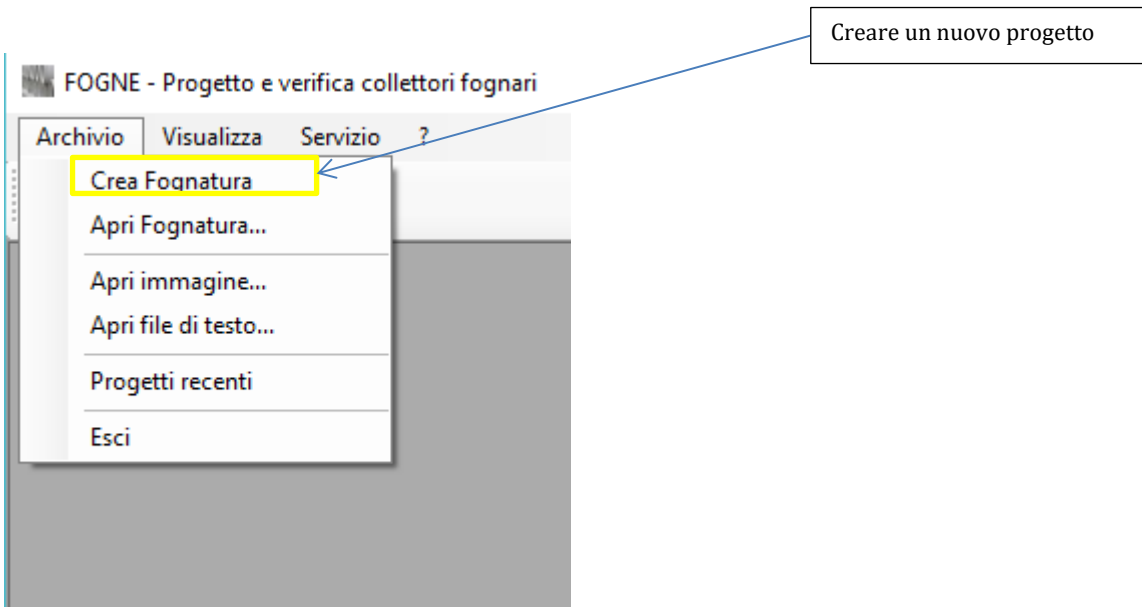 Creare un nuovo progetto
FOGNE - Progetto e verifica collettori fognari
Archivio Visualizza Servizio ?
Crea Fognatura
Apri Fognatura...
Apri immagine...
Apri file di testo...
Progetti recenti
Esci